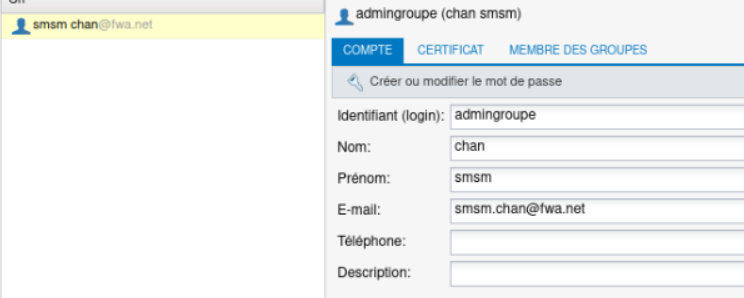 smsm chan@fwa.net
admingroupe (chan smsm)
COMPTE CERTIFICAT MEMBRE DES GROUPES
Créer ou modifier le mot de passe
Identifiant (login): admingroupe
Nom: chan
Prénom: smsm
E-mail: smsm.chan@fwa.net
Téléphone:
Description: